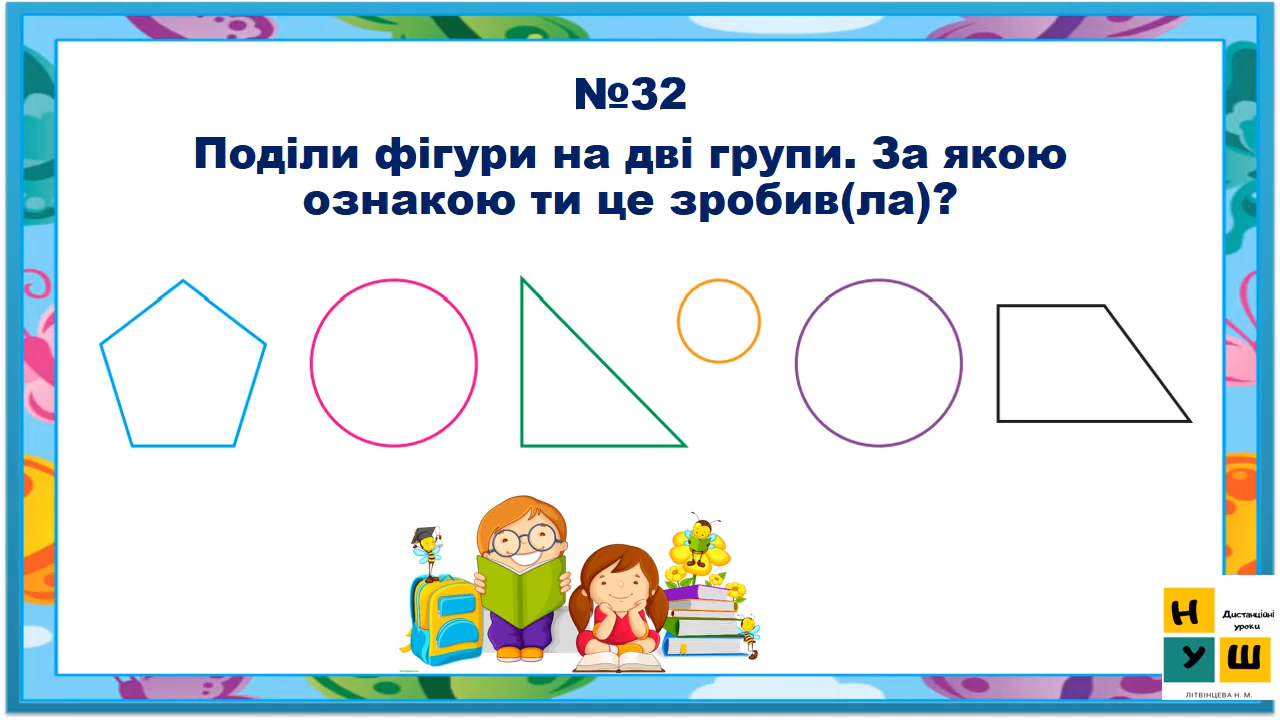 №32
Поділи фігури на дві групи. За якою
ознакою ти це зробив(ла)?
Н
Дистанційні
уроки
У Ш
ЛІТВІНЦЕВА Н. М.